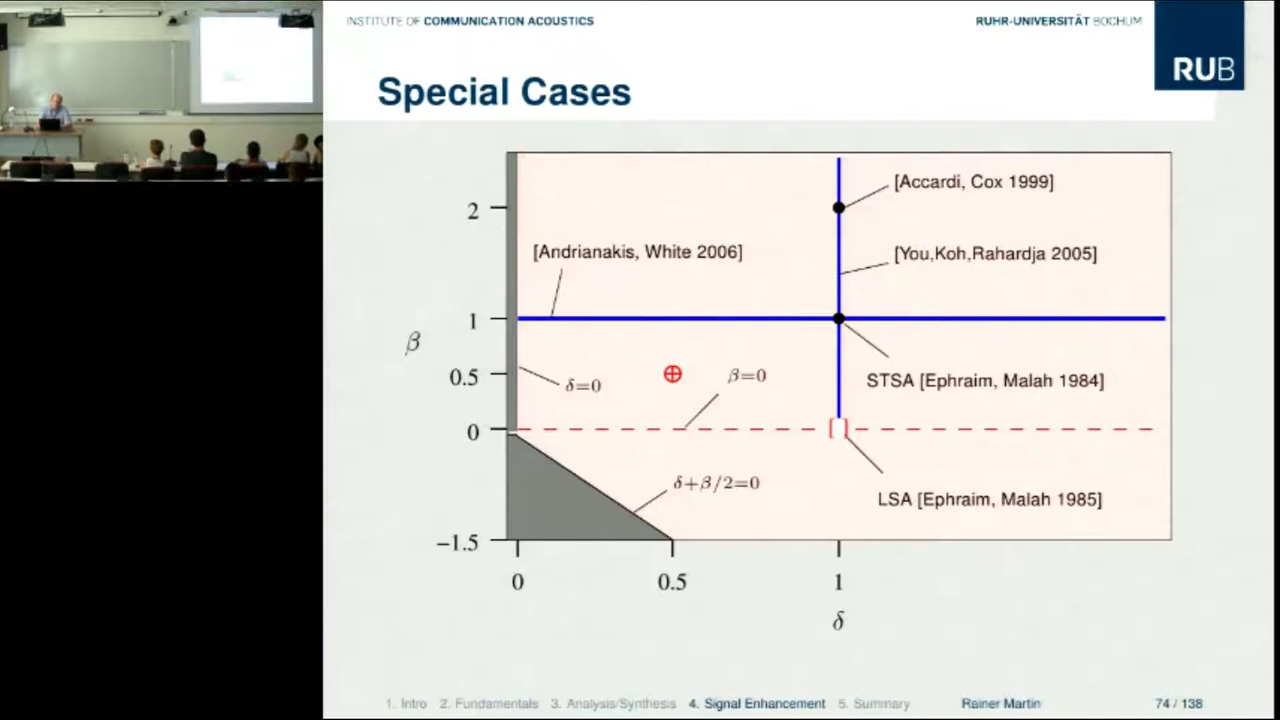 INSTITUTE OF COMMUNICATION ACOUSTICS
RUHR-UNIVERSITÄT BOCHUM
RUB
Special Cases
[Accardi, Cox 1999]
2
[Andrianakis, White 2006]
[You,Koh,Rahardja 2005]
1
β
0.5
δ=0
β=0
STSA [Ephraim, Malah 1984]
0
δ+β/2=0
LSA [Ephraim, Malah 1985]
−1.5
0 0.5 1
δ
1. Intro 2. Fundamentals 3. Analysis/Synthesis 4. Signal Enhancement 5. Summary Rainer Martin 74 / 138